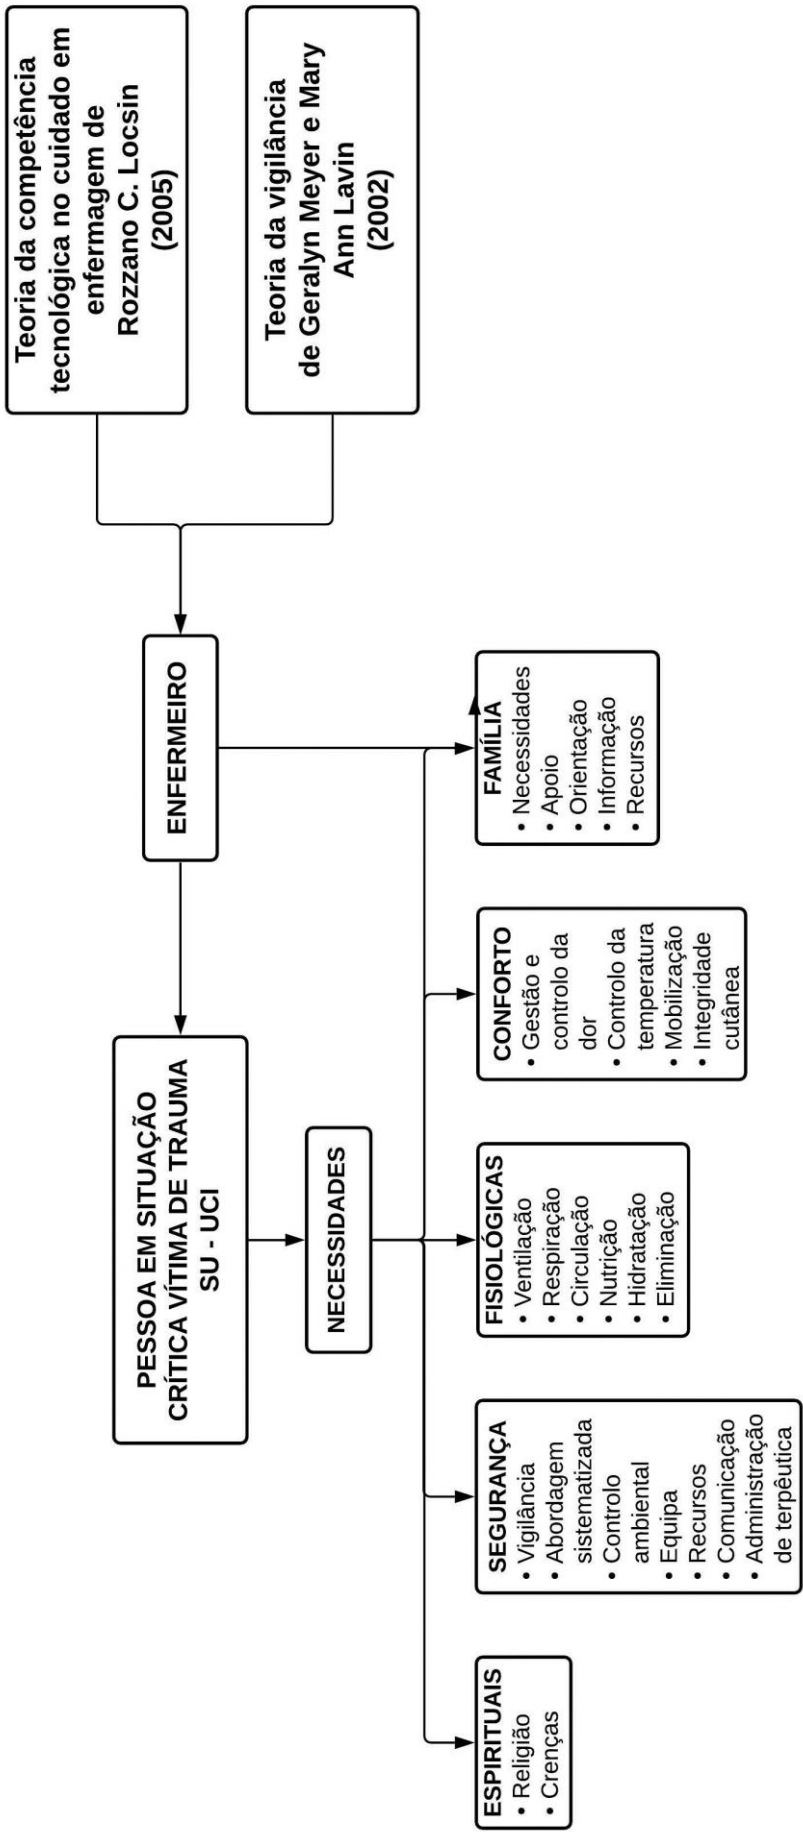 Teoria da competência
tecnológica no cuidado em
enfermagem de
Rozzano C. Locsin
(2005)
Teoria da vigilância
de Geralyn Meyer e Mary
Ann Lavin
(2002)
ENFERMEIRO
PESSOA EM SITUAÇÃO
CRÍTICA VÍTIMA DE TRAUMA
SU - UCI
NECESSIDADES
ESPIRITUAIS
• Religião
• Crenças
SEGURANÇA
• Vigilância
• Abordagem
sistematizada
• Controlo
ambiental
• Equipa
• Recursos
• Comunicação
• Administração
de terpêutica
FISIOLÓGICAS
• Ventilação
• Respiração
• Circulação
• Nutrição
• Hidratação
• Eliminação
CONFORTO
• Gestão e
controlo da
dor
• Controlo da
temperatura
• Mobilização
• Integridade
cutânea
FAMÍLIA
• Necessidades
• Apoio
• Orientação
• Informação
• Recursos